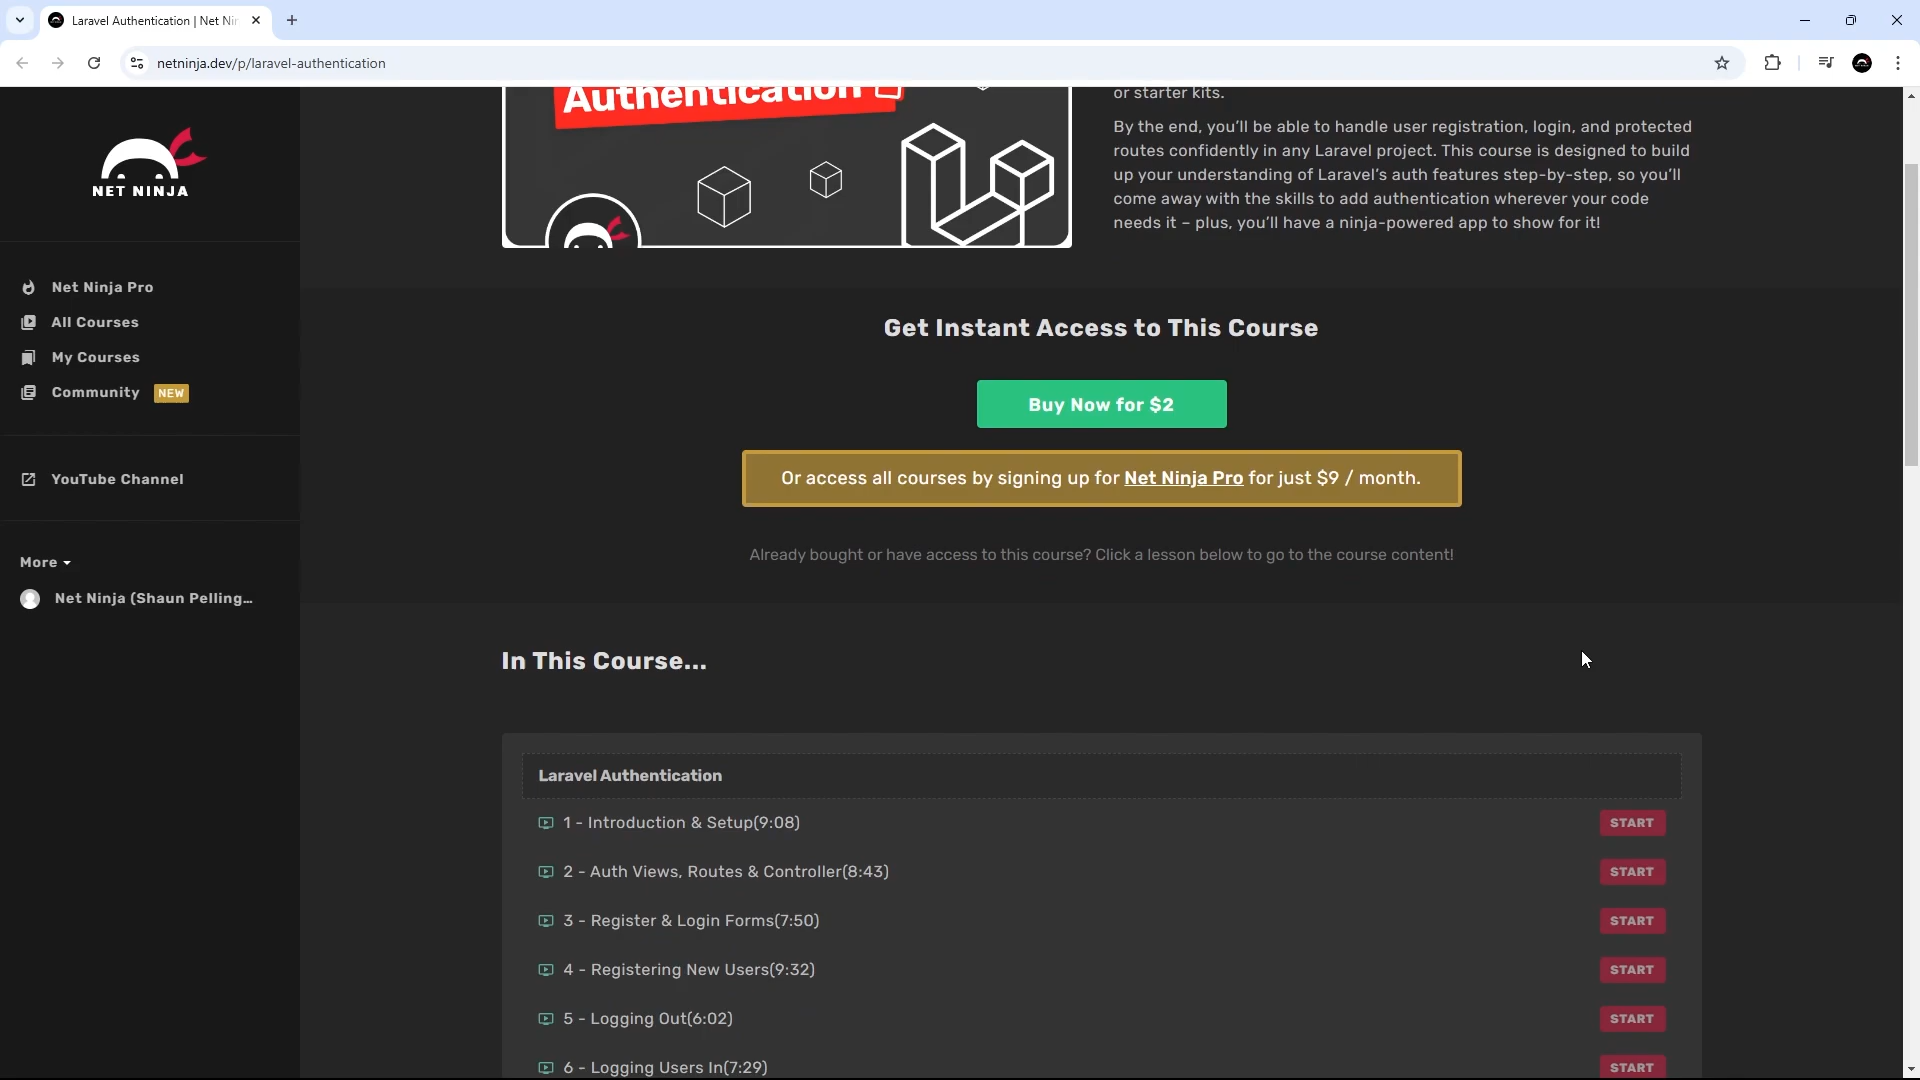 Laravel Authentication | Net Nin
netninja.dev/p/laravel-authentication
NET NINJA
Net Ninja Pro
All Courses
My Courses
Community NEW
YouTube Channel
More
Net Ninja (Shaun Pelling...
Authentication
or starter kits.
By the end, you'll be able to handle user registration, login, and protected
routes confidently in any Laravel project. This course is designed to build
up your understanding of Laravel's auth features step-by-step, so you'll
come away with the skills to add authentication wherever your code
needs it – plus, you'll have a ninja-powered app to show for it!
Get Instant Access to This Course
Buy Now for $2
Or access all courses by signing up for Net Ninja Pro for just $9 / month.
Already bought or have access to this course? Click a lesson below to go to the course content!
In This Course...
Laravel Authentication
1 - Introduction & Setup(9:08) START
2 - Auth Views, Routes & Controller(8:43) START
3 - Register & Login Forms(7:50) START
4 - Registering New Users(9:32) START
5 - Logging Out(6:02) START
6 - Logging Users In(7:29) START